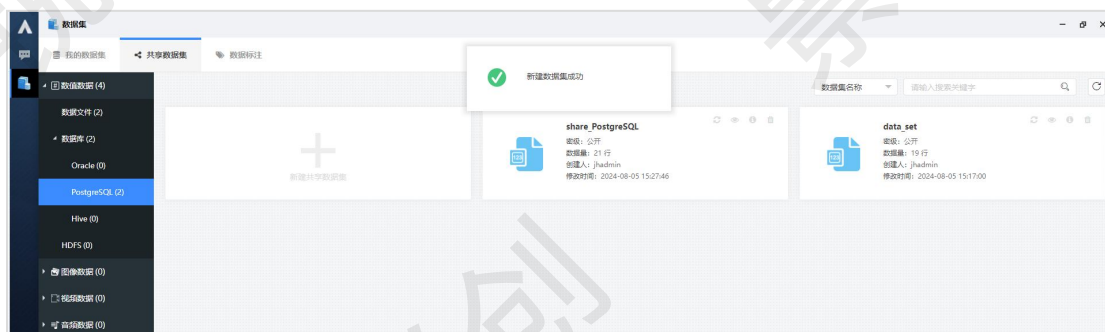 数据集
我的数据集
共享数据集
数据标注
新建数据集成功
数值数据 (4)
数据集名称
请输入搜索关键字
数据文件 (2)
数据库 (2)
Oracle (0)
PostgreSQL (2)
Hive (0)
HDFS (0)
图像数据 (0)
视频数据 (0)
音频数据 (0)
新建共享数据集
share_PostgreSQL
密级：公开
数据量：21 行
创建人：jhadmin
修改时间：2024-08-05 15:27:46
data_set
密级：公开
数据量：19 行
创建人：jhadmin
修改时间：2024-08-05 15:17:00
123
123
创